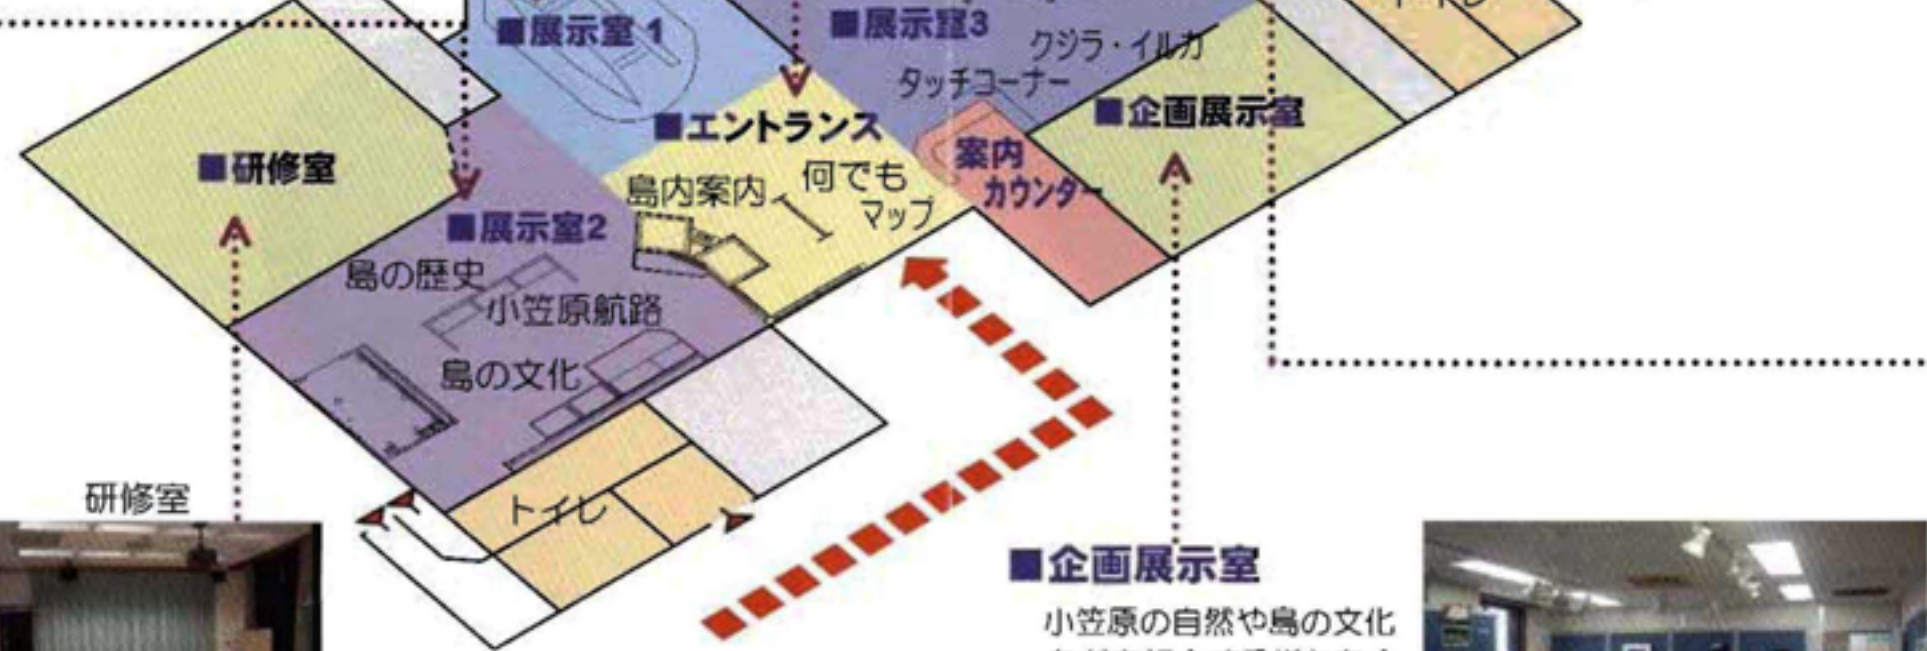 ■展示室1
■展示室3
クジラ・イルカ
タッチコーナー
■企画展示室
■エントランス
案内
カウンター
■研修室
島内案内
何でも
マップ
■展示室2
島の歴史
小笠原航路
島の文化
トイレ
トイレ
研修室
■企画展示室
小笠原の自然や島の文化